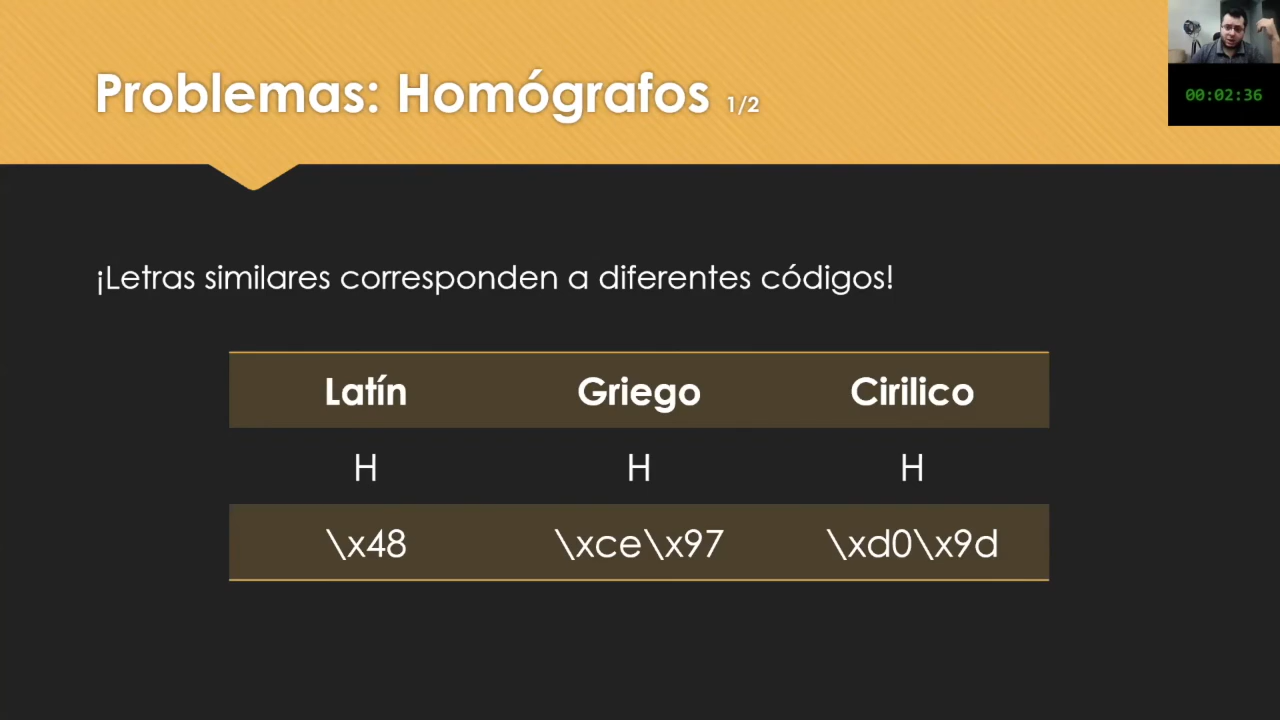 Problemas: Homógrafos 1/2
00:02:36
¡Letras similares corresponden a diferentes códigos!
Latín Griego Cirilico
H H H
\x48 \xce\x97 \xd0\x9d